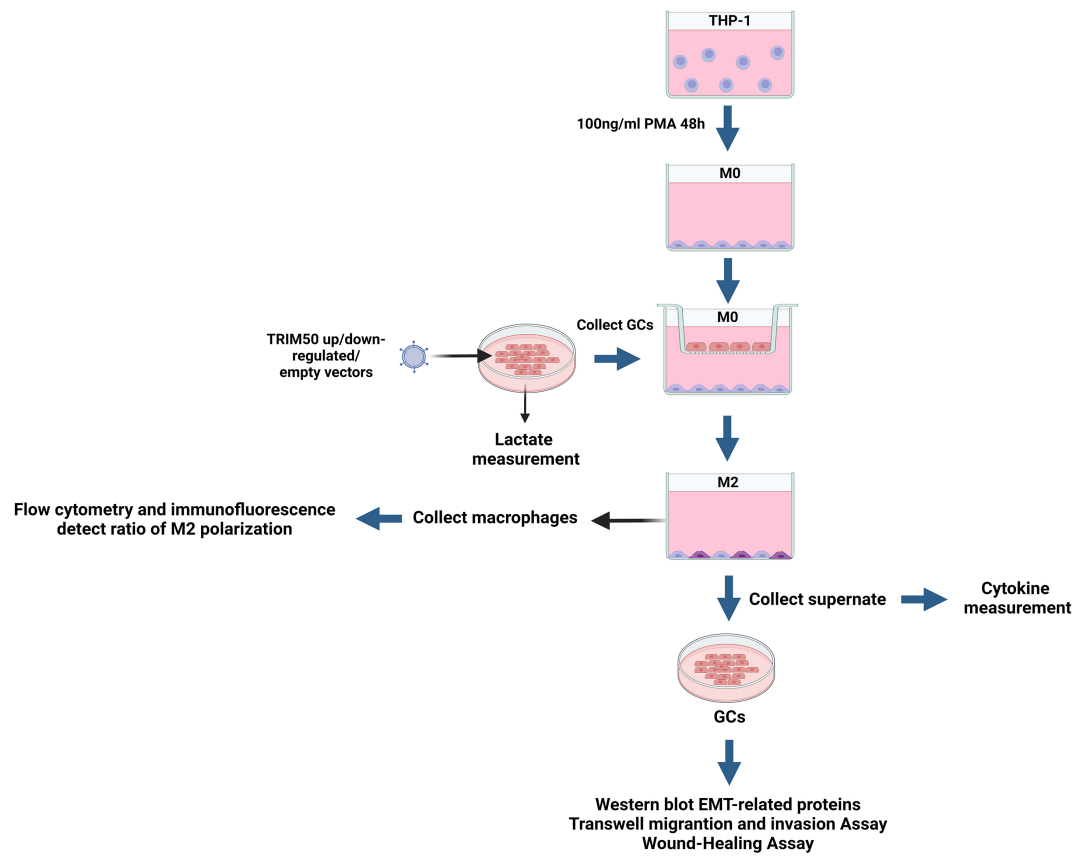 THP-1
100ng/ml PMA 48h
M0
TRIM50 up/down-
regulated/
empty vectors
Collect GCs
M0
Lactate
measurement
M2
Flow cytometry and immunofluorescence
detect ratio of M2 polarization
Collect macrophages
Collect supernate
Cytokine
measurement
GCs
Western blot EMT-related proteins
Transwell migrantion and invasion Assay
Wound-Healing Assay